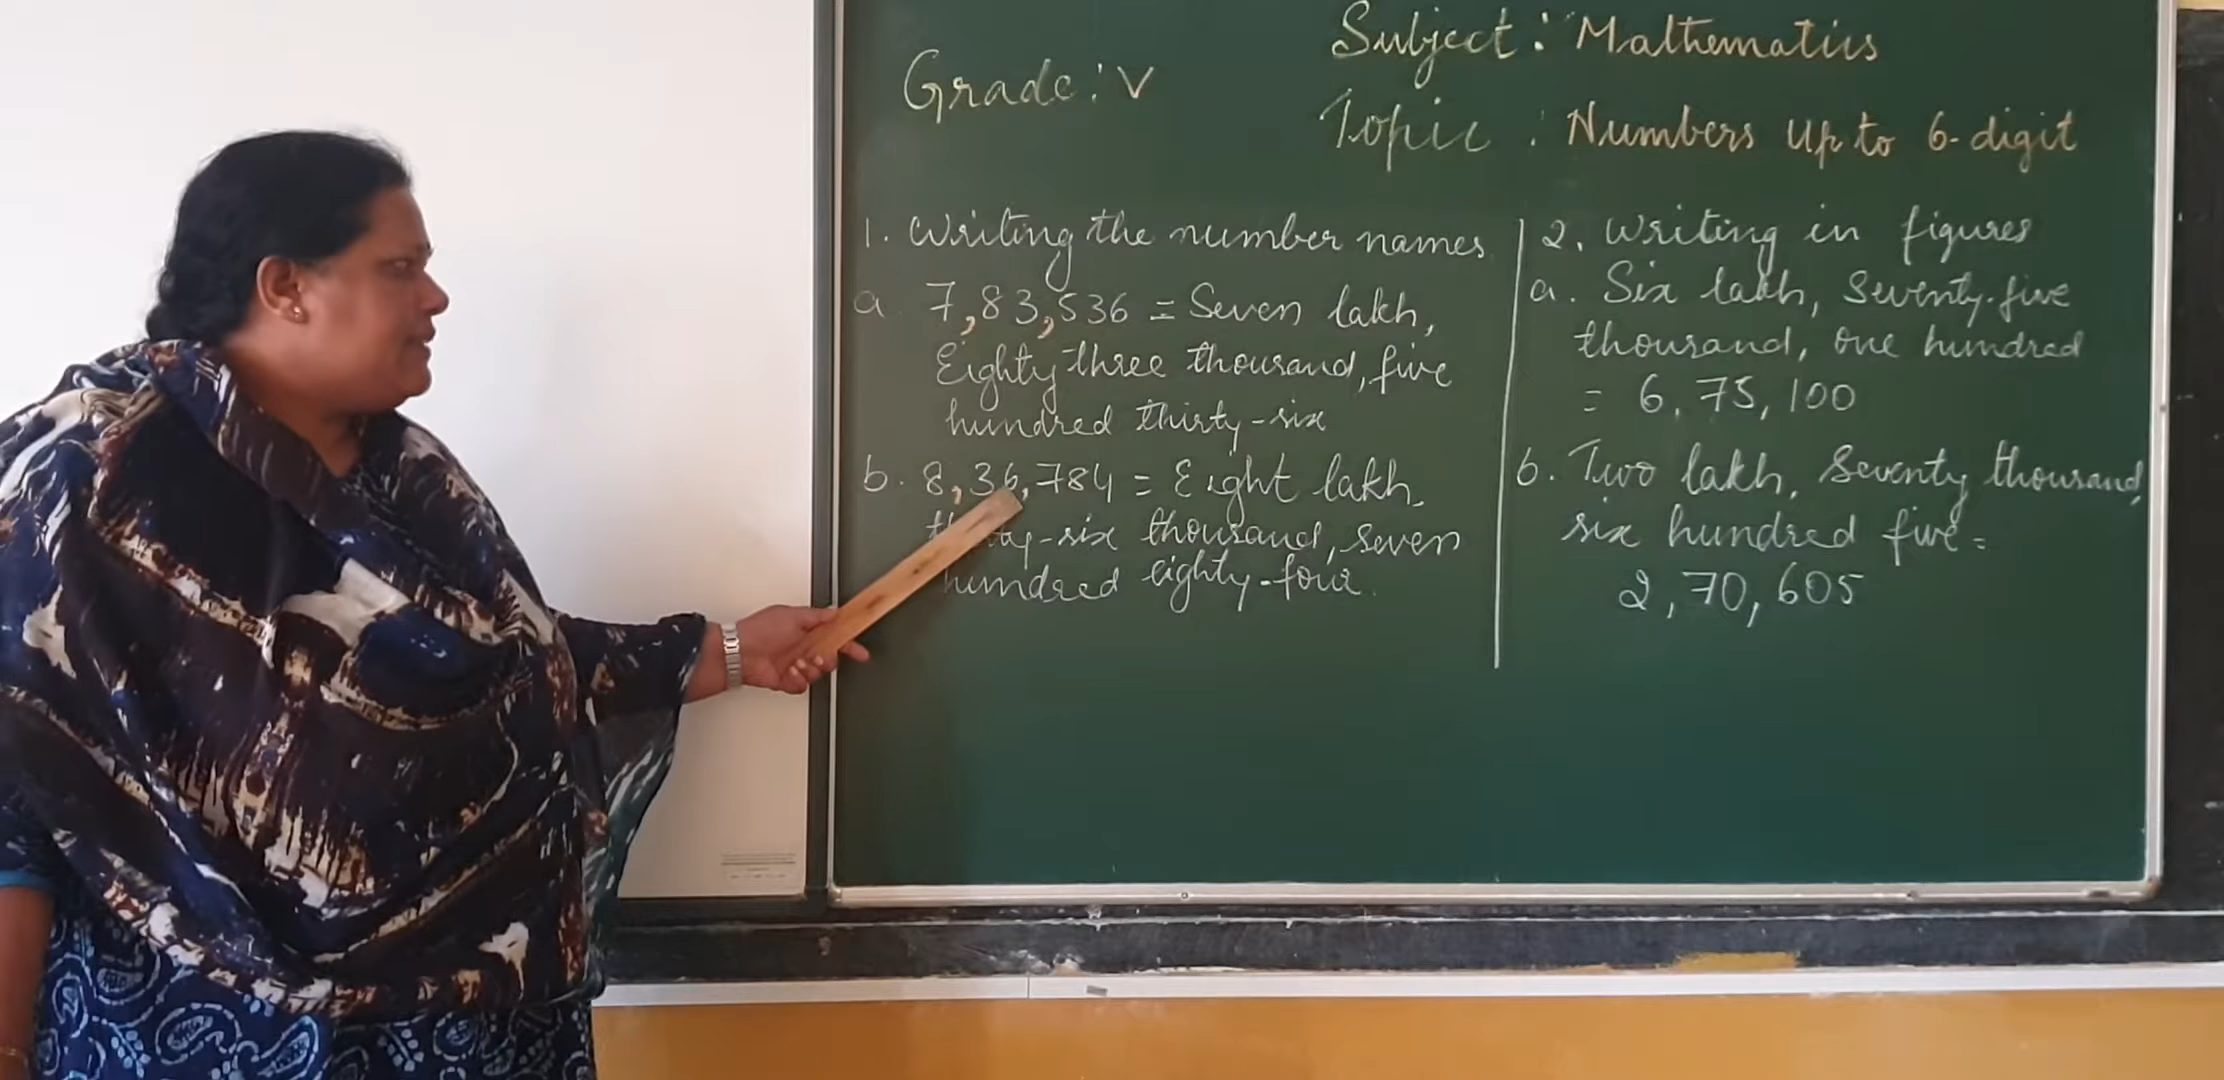 Grade : V
Subject : Mathematics
Topic : Numbers Up to 6-digit
1. Writing the number names
a. 7,83,536 = Seven lakh,
Eighty three thousand, five
hundred thirty-six
b. 8,36,784 = Eight lakh,
thirty-six thousand, seven
hundred eighty-four.
2. Writing in figures
a. Six lakh, Seventy-five
thousand, one hundred
= 6,75,100
b. Two lakh, Seventy thousand,
six hundred five =
2,70,605